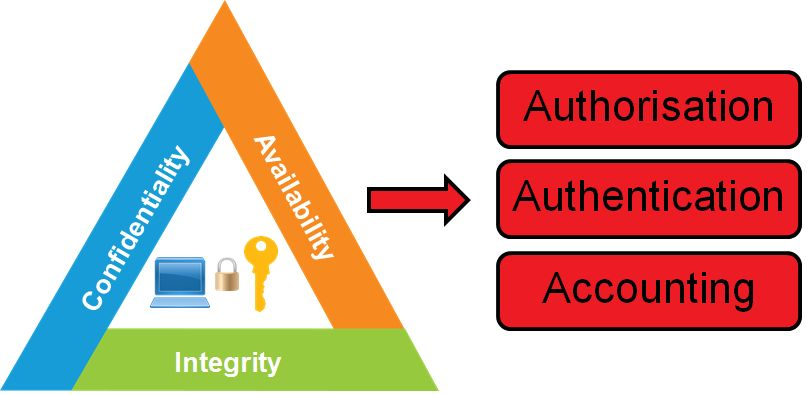 Confidentiality
Availability
Integrity
Authorisation
Authentication
Accounting